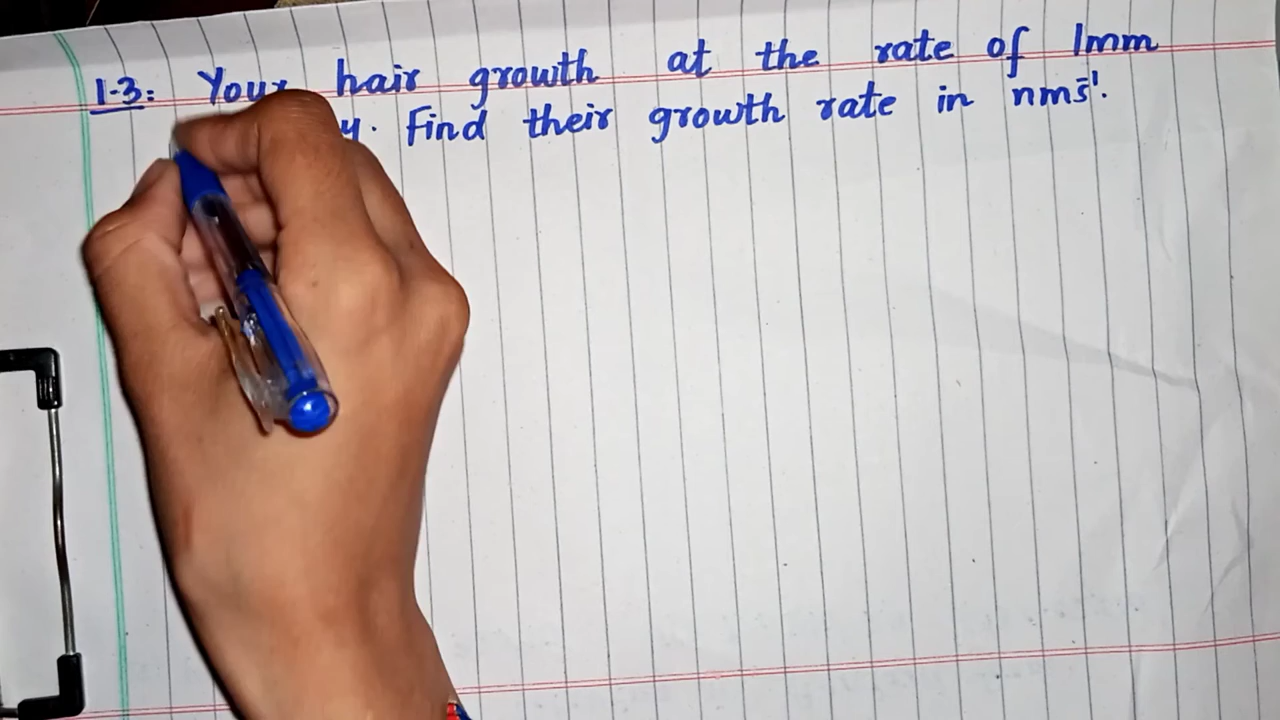 1.3: Your hair growth at the rate of 1mm
Find their growth rate in nms⁻¹.